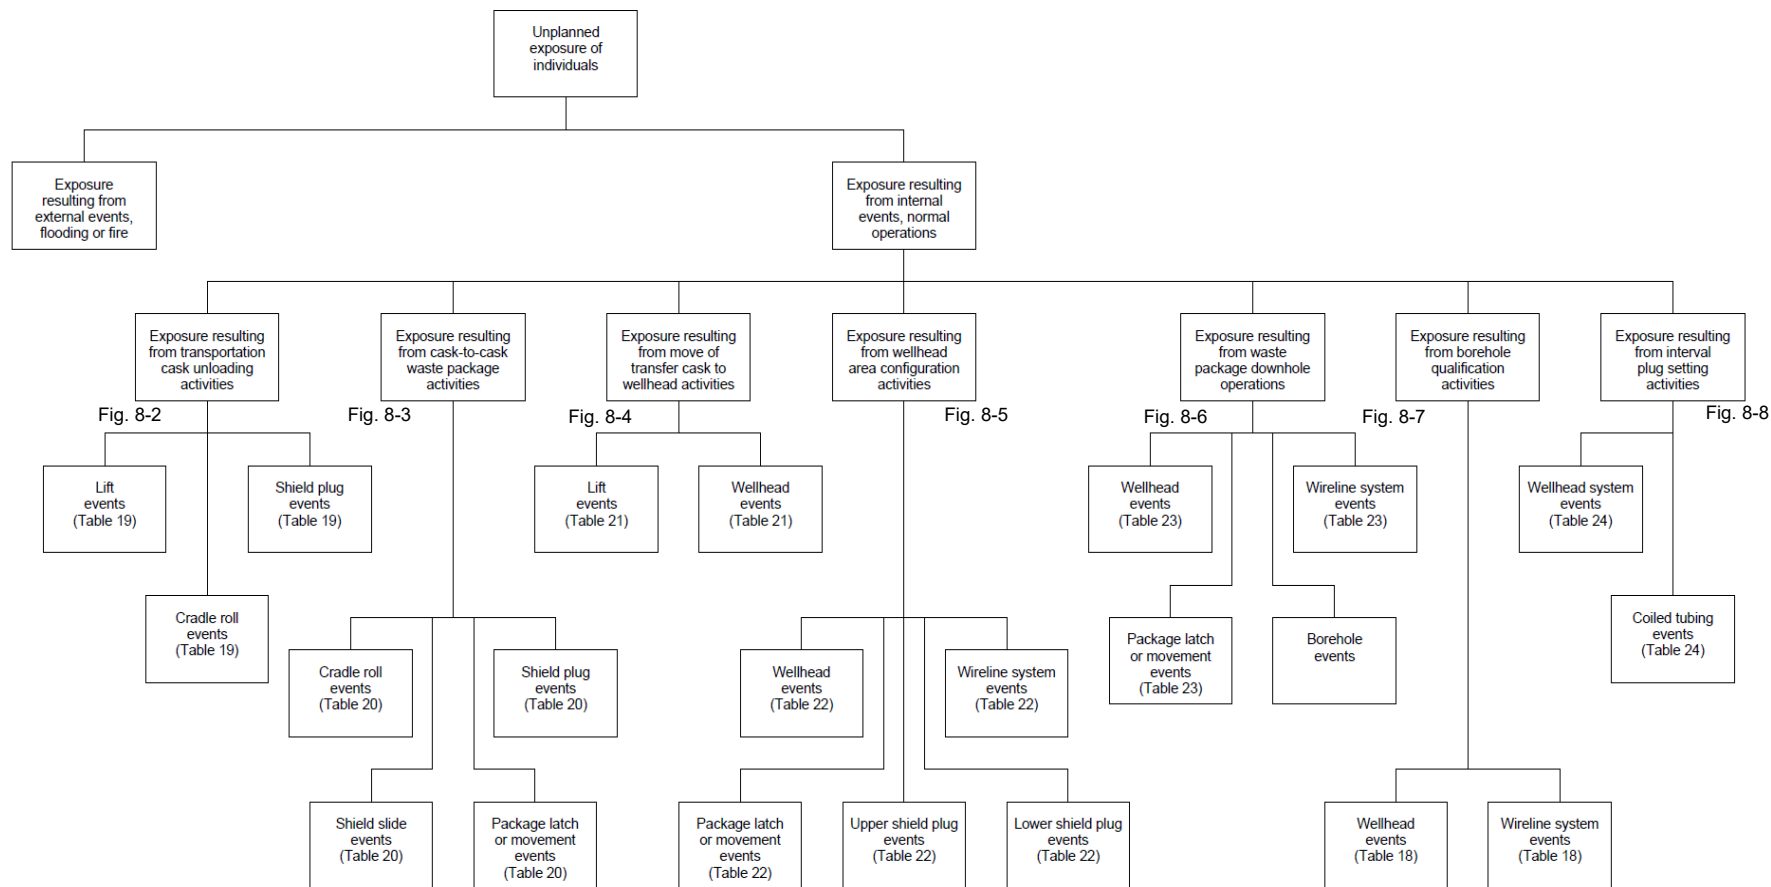 Unplanned
exposure of
individuals
Exposure
resulting from
external events,
flooding or fire
Exposure resulting
from internal
events, normal
operations
Exposure resulting
from transportation
cask unloading
activities
Exposure resulting
from cask-to-cask
waste package
activities
Exposure resulting
from move of
transfer cask to
wellhead activities
Exposure resulting
from wellhead
area configuration
activities
Exposure resulting
from waste
package downhole
operations
Exposure resulting
from borehole
qualification
activities
Exposure resulting
from interval
plug setting
activities
Fig. 8-2
Fig. 8-3
Fig. 8-4
Fig. 8-5
Fig. 8-6
Fig. 8-7
Fig. 8-8
Lift
events
(Table 19)
Shield plug
events
(Table 19)
Lift
events
(Table 21)
Wellhead
events
(Table 21)
Wellhead
events
(Table 23)
Wireline system
events
(Table 23)
Wellhead system
events
(Table 24)
Cradle roll
events
(Table 19)
Package latch
or movement
events
(Table 23)
Borehole
events
Coiled tubing
events
(Table 24)
Cradle roll
events
(Table 20)
Shield plug
events
(Table 20)
Wellhead
events
(Table 22)
Wireline system
events
(Table 22)
Shield slide
events
(Table 20)
Package latch
or movement
events
(Table 20)
Package latch
or movement
events
(Table 22)
Upper shield plug
events
(Table 22)
Lower shield plug
events
(Table 22)
Wellhead
events
(Table 18)
Wireline system
events
(Table 18)